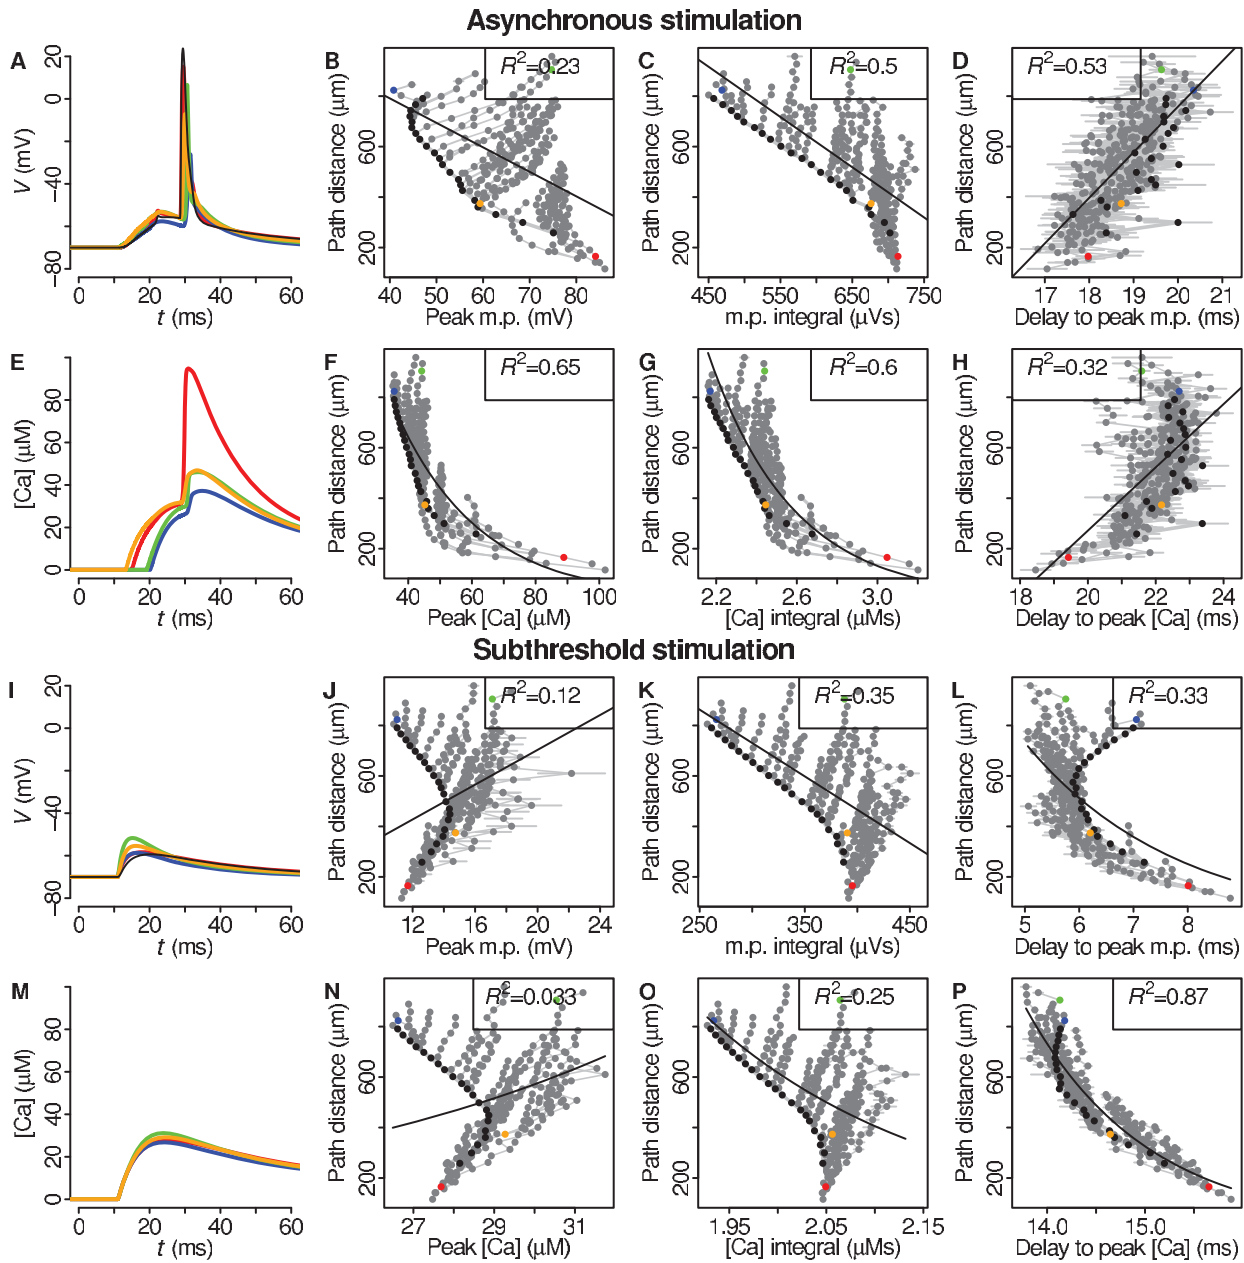 Asynchronous stimulation
A
V (mV)
20
0
−40
−80
0 20 40 60
t (ms)
B
R2=0.23
Path distance (μm)
600
200
40 50 60 70 80
Peak m.p. (mV)
C
R2=0.5
Path distance (μm)
600
200
450 550 650 750
m.p. integral (μVs)
D
R2=0.53
Path distance (μm)
600
200
17 18 19 20 21
Delay to peak m.p. (ms)
E
[Ca] (μM)
80
60
40
20
0
0 20 40 60
t (ms)
F
R2=0.65
Path distance (μm)
600
200
40 60 80 100
Peak [Ca] (μM)
G
R2=0.6
Path distance (μm)
600
200
2.2 2.6 3.0
[Ca] integral (μMs)
H
R2=0.32
Path distance (μm)
600
200
18 20 22 24
Delay to peak [Ca] (ms)
Subthreshold stimulation
I
V (mV)
20
0
−40
−80
0 20 40 60
t (ms)
J
R2=0.12
Path distance (μm)
600
200
12 16 20 24
Peak m.p. (mV)
K
R2=0.35
Path distance (μm)
600
200
250 350 450
m.p. integral (μVs)
L
R2=0.33
Path distance (μm)
600
200
5 6 7 8
Delay to peak m.p. (ms)
M
[Ca] (μM)
80
60
40
20
0
0 20 40 60
t (ms)
N
R2=0.033
Path distance (μm)
600
200
27 29 31
Peak [Ca] (μM)
O
R2=0.25
Path distance (μm)
600
200
1.95 2.05 2.15
[Ca] integral (μMs)
P
R2=0.87
Path distance (μm)
600
200
14.0 15.0
Delay to peak [Ca] (ms)